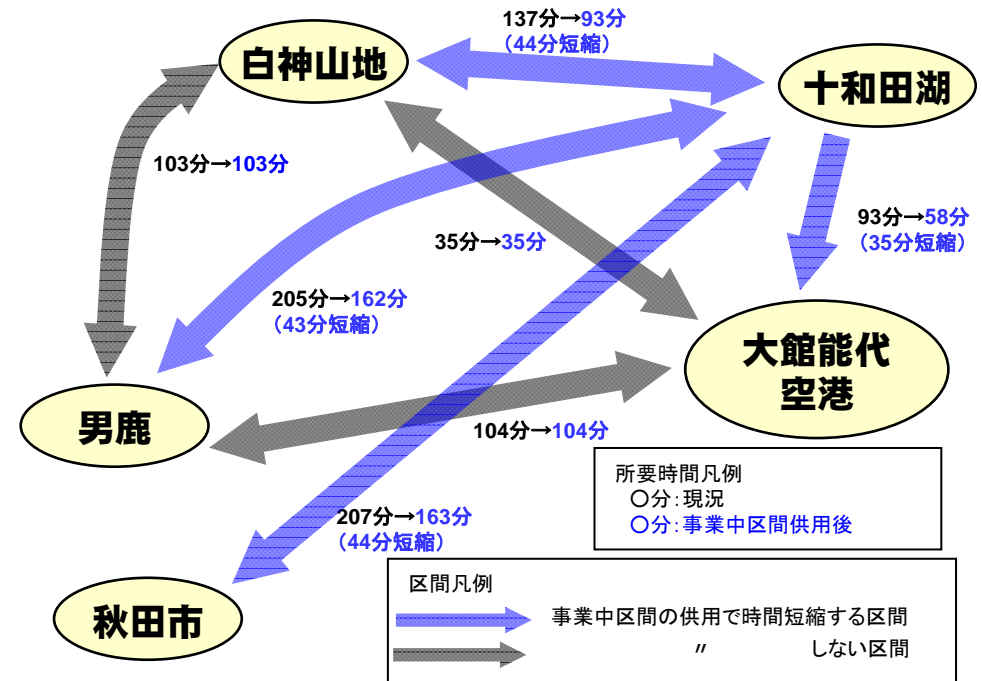 137分→93分
（44分短縮）
白神山地
十和田湖
103分→103分
35分→35分
93分→58分
（35分短縮）
205分→162分
（43分短縮）
大館能代
空港
男鹿
104分→104分
207分→163分
（44分短縮）
秋田市
所要時間凡例
〇分：現況
〇分：事業中区間供用後
区間凡例
事業中区間の供用で時間短縮する区間
〃 しない区間